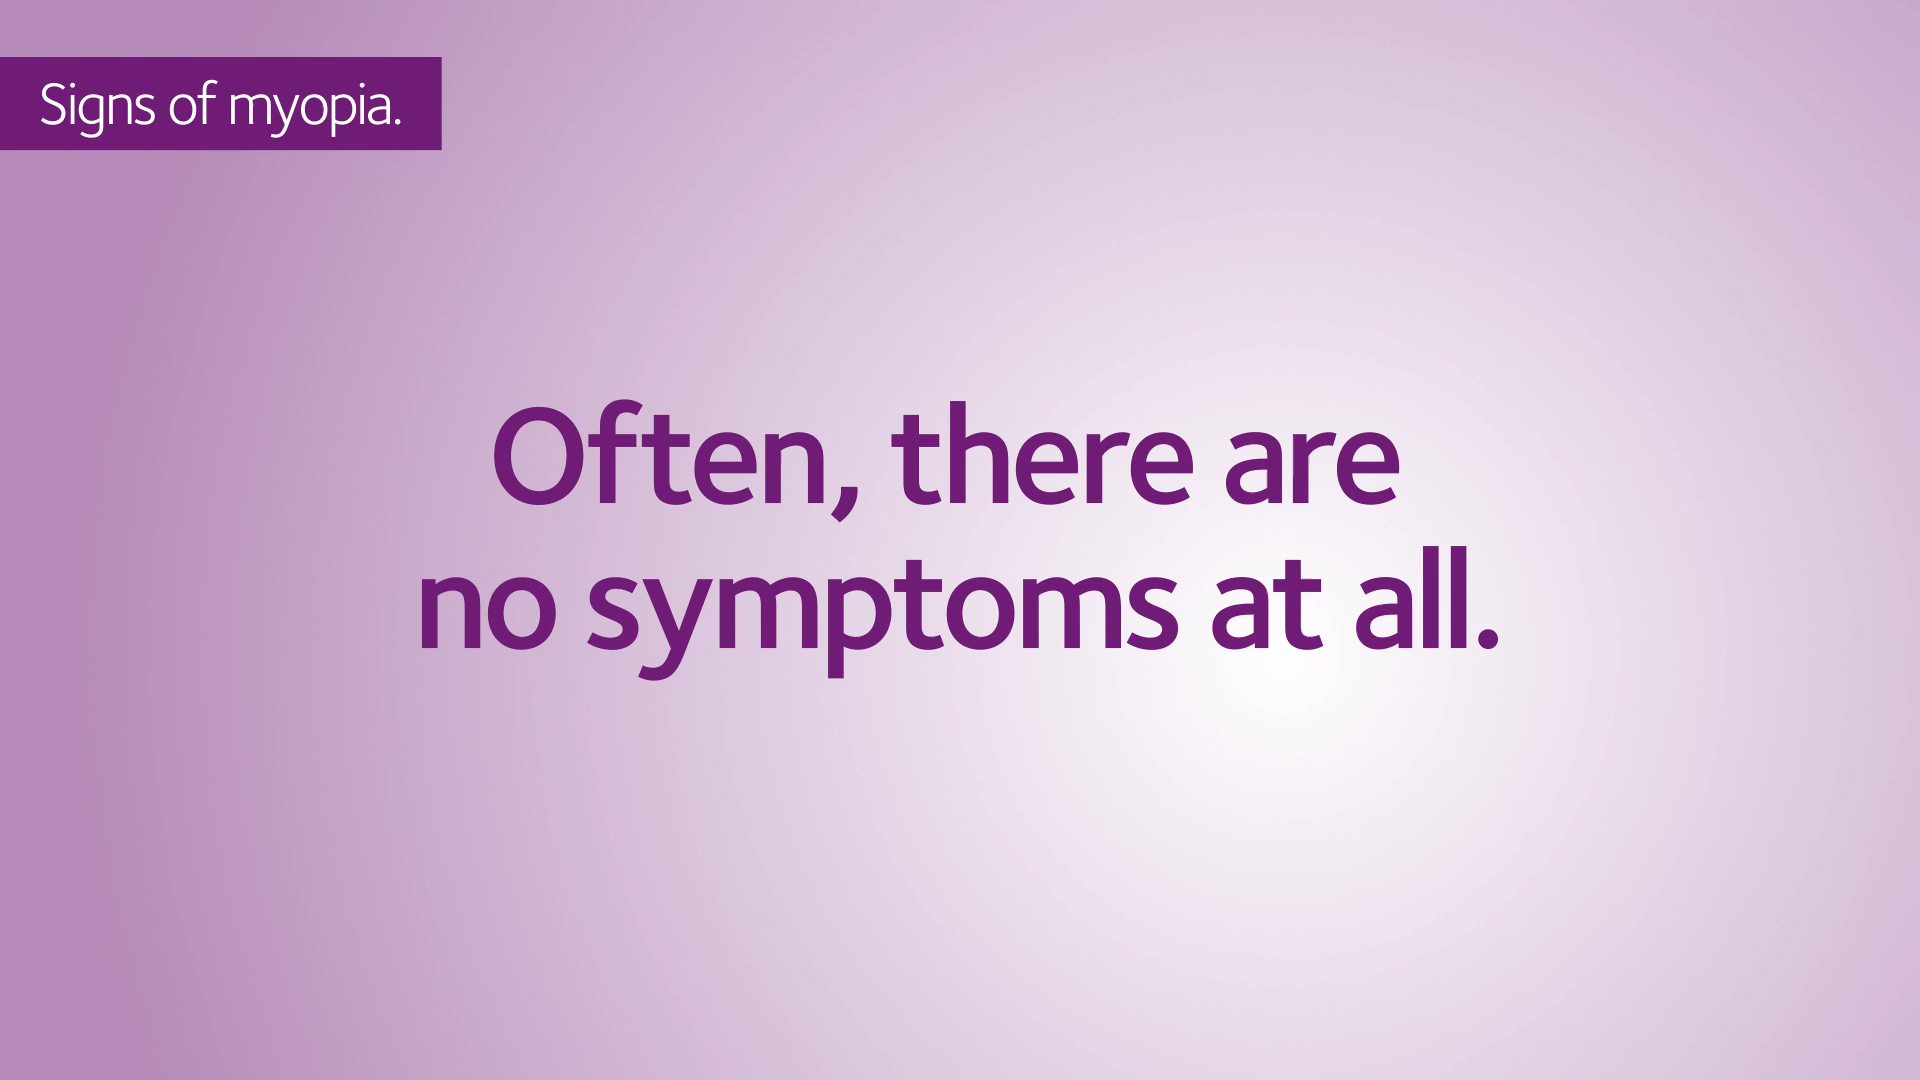 Signs of myopia.
Often, there are
no symptoms at all.